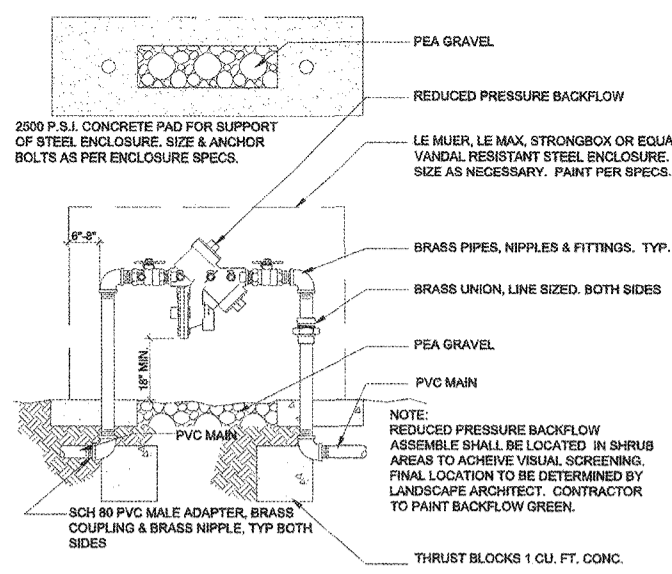 PEA GRAVEL
REDUCED PRESSURE BACKFLOW
2500 P.S.I. CONCRETE PAD FOR SUPPORT
OF STEEL ENCLOSURE. SIZE & ANCHOR
BOLTS AS PER ENCLOSURE SPECS.
LE MUER, LE MAX, STRONGBOX OR EQUA
VANDAL RESISTANT STEEL ENCLOSURE.
SIZE AS NECESSARY. PAINT PER SPECS.
6"-8"
BRASS PIPES, NIPPLES & FITTINGS. TYP.
BRASS UNION, LINE SIZED. BOTH SIDES
18" MIN
PEA GRAVEL
PVC MAIN
PVC MAIN
NOTE:
REDUCED PRESSURE BACKFLOW
ASSEMBLE SHALL BE LOCATED IN SHRUB
AREAS TO ACHEIVE VISUAL SCREENING.
FINAL LOCATION TO BE DETERMINED BY
LANDSCAPE ARCHITECT. CONTRACTOR
TO PAINT BACKFLOW GREEN.
SCH 80 PVC MALE ADAPTER, BRASS
COUPLING & BRASS NIPPLE, TYP BOTH
SIDES
THRUST BLOCKS 1 CU. FT. CONC.